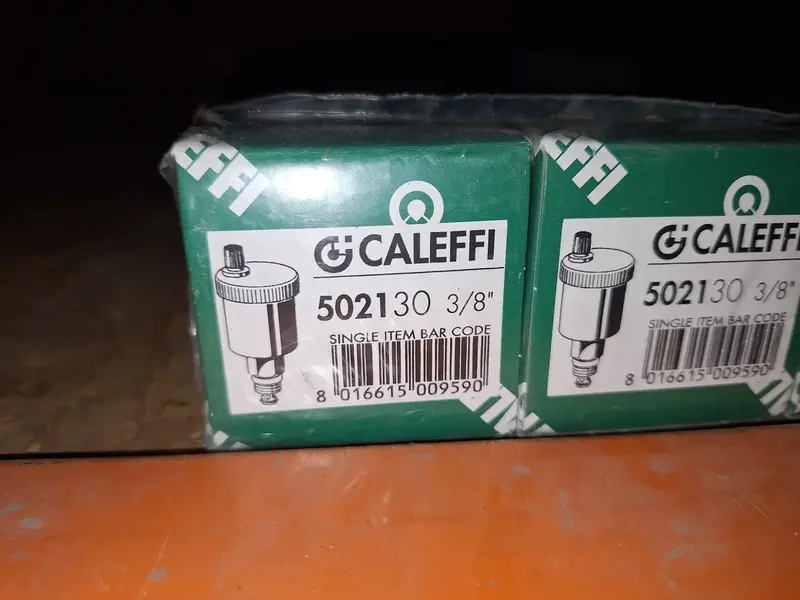 EFFI
CALEFFI
502130 3/8"
SINGLE ITEM BAR CODE
8 016615 009590
EFFI
CALEFFI
502130 3/8"
SINGLE ITEM BAR CODE
8 016615 009590